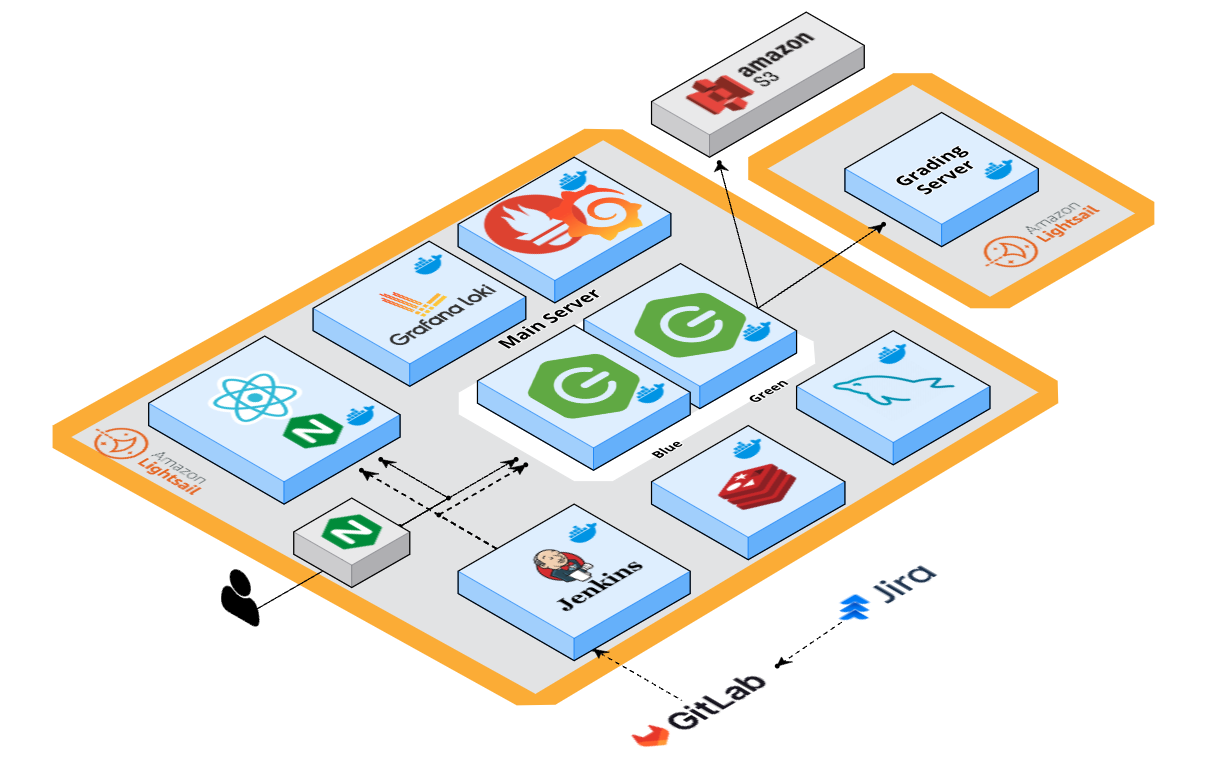 amazon
S3
Grading
Server
Amazon
Lightsail
Grafana loki
Main Server
Green
Blue
N
Amazon
Lightsail
N
Jenkins
Jira
GitLab